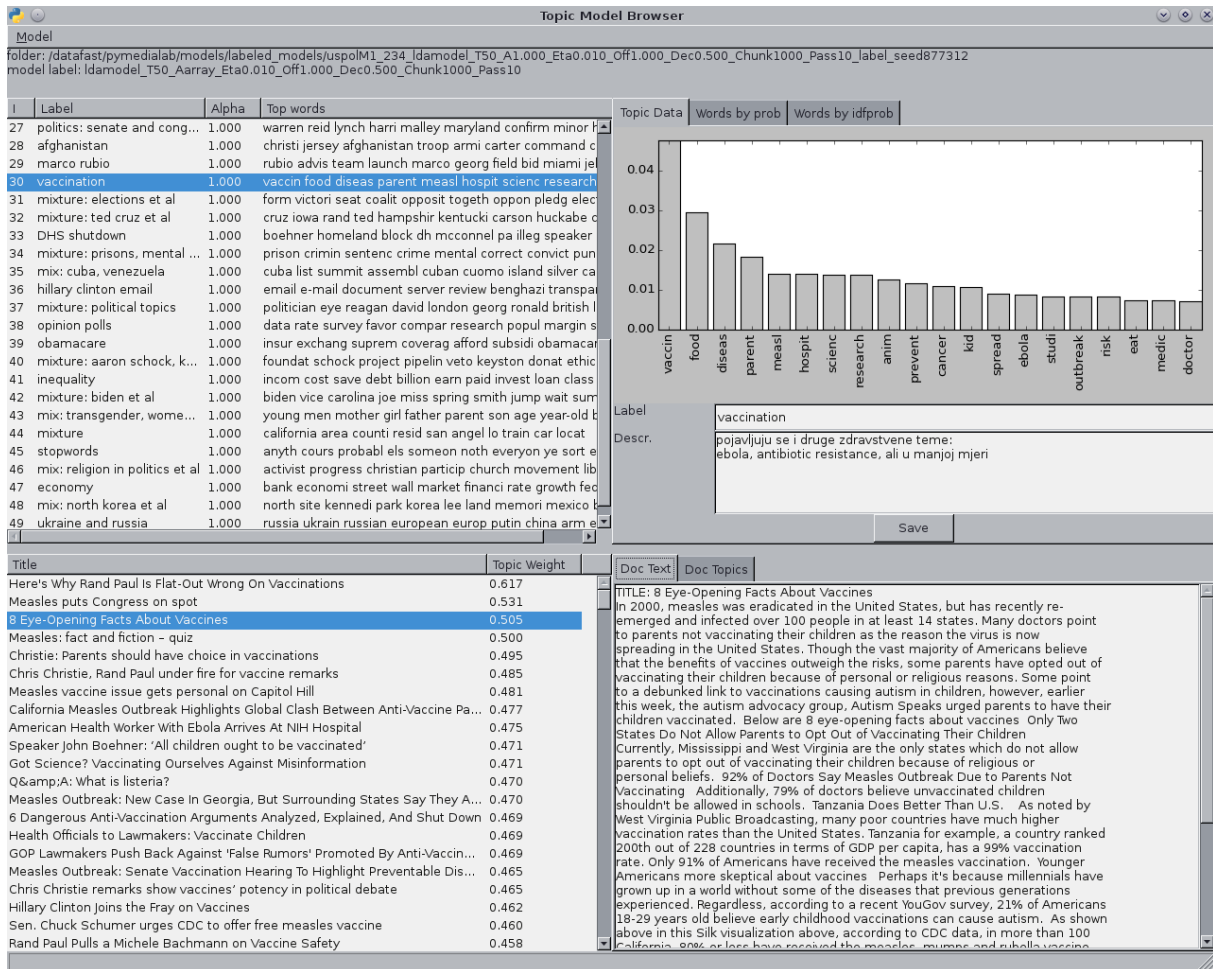 Topic Model Browser
Model
folder: /datafast/pymedialab/models/labeled_models/uspolM1_234_ldamodel_T50_A1.000_Eta0.010_Off1.000_Dec0.500_Chunk1000_Pass10_label_seed877312
model label: ldamodel_T50_Aarray_Eta0.010_Off1.000_Dec0.500_Chunk1000_Pass10
I Label Alpha Top words
27 politics: senate and cong... 1.000 warren reid lynch harri malley maryland confirm minor h
28 afghanistan 1.000 christi jersey afghanistan troop armi carter command c
29 marco rubio 1.000 rubio advis team launch marco georg field bid miami jel
30 vaccination 1.000 vaccin food diseas parent measl hospit scienc research
31 mixture: elections et al 1.000 form victori seat coalit opposit togeth oppon pledg elec
32 mixture: ted cruz et al 1.000 cruz iowa rand ted hampshir kentucki carson huckabe c
33 DHS shutdown 1.000 boehner homeland block dh mcconnel pa illeg speaker
34 mixture: prisons, mental ... 1.000 prison crimin sentenc crime mental correct convict pun
35 mix: cuba, venezuela 1.000 cuba list summit assembl cuban cuomo island silver ca
36 hillary clinton email 1.000 email e-mail document server review benghazi transpa
37 mixture: political topics 1.000 politician eye reagan david london georg ronald british l
38 opinion polls 1.000 data rate survey favor compar research popul margin s
39 obamacare 1.000 insur exchang suprem coverag afford subsidi obamacar
40 mixture: aaron schock, k... 1.000 foundat schock project pipelin veto keyston donat ethic
41 inequality 1.000 incom cost save debt billion earn paid invest loan class
42 mixture: biden et al 1.000 biden vice carolina joe miss spring smith jump wait sum
43 mix: transgender, wome... 1.000 young men mother girl father parent son age year-old b
44 mixture 1.000 california area counti resid san angel lo train car locat
45 stopwords 1.000 anyth cours probabl els someon noth everyon ye sort e
46 mix: religion in politics et al 1.000 activist progress christian particip church movement lib
47 economy 1.000 bank economi street wall market financi rate growth fed
48 mix: north korea et al 1.000 north site kennedi park korea lee land memori mexico b
49 ukraine and russia 1.000 russia ukrain russian european europ putin china arm e
Topic Data Words by prob Words by idfprob
0.04
0.03
0.02
0.01
0.00
vaccin food diseas parent measl hospit scienc research anim prevent cancer kid spread ebola studi outbreak risk eat medic doctor
Label vaccination
Descr. pojavljuju se i druge zdravstvene teme:
ebola, antibiotic resistance, ali u manjoj mjeri
Save
Title Topic Weight
Here's Why Rand Paul Is Flat-Out Wrong On Vaccinations 0.617
Measles puts Congress on spot 0.531
8 Eye-Opening Facts About Vaccines 0.505
Measles: fact and fiction – quiz 0.500
Christie: Parents should have choice in vaccinations 0.495
Chris Christie, Rand Paul under fire for vaccine remarks 0.485
Measles vaccine issue gets personal on Capitol Hill 0.481
California Measles Outbreak Highlights Global Clash Between Anti-Vaccine Pa... 0.477
American Health Worker With Ebola Arrives At NIH Hospital 0.475
Speaker John Boehner: ‘All children ought to be vaccinated’ 0.471
Got Science? Vaccinating Ourselves Against Misinformation 0.471
Q&amp;A: What is listeria? 0.470
Measles Outbreak: New Case In Georgia, But Surrounding States Say They A... 0.470
6 Dangerous Anti-Vaccination Arguments Analyzed, Explained, And Shut Down 0.469
Health Officials to Lawmakers: Vaccinate Children 0.469
GOP Lawmakers Push Back Against 'False Rumors' Promoted By Anti-Vaccin... 0.469
Measles Outbreak: Senate Vaccination Hearing To Highlight Preventable Dis... 0.465
Chris Christie remarks show vaccines’ potency in political debate 0.465
Hillary Clinton Joins the Fray on Vaccines 0.462
Sen. Chuck Schumer urges CDC to offer free measles vaccine 0.460
Rand Paul Pulls a Michele Bachmann on Vaccine Safety 0.458
Doc Text Doc Topics
TITLE: 8 Eye-Opening Facts About Vaccines
In 2000, measles was eradicated in the United States, but has recently re-
emerged and infected over 100 people in at least 14 states. Many doctors point
to parents not vaccinating their children as the reason the virus is now
spreading in the United States. Though the vast majority of Americans believe
that the benefits of vaccines outweigh the risks, some parents have opted out of
vaccinating their children because of personal or religious reasons. Some point
to a debunked link to vaccinations causing autism in children, however, earlier
this week, the autism advocacy group, Autism Speaks urged parents to have their
children vaccinated. Below are 8 eye-opening facts about vaccines Only Two
States Do Not Allow Parents to Opt Out of Vaccinating Their Children
Currently, Mississippi and West Virginia are the only states which do not allow
parents to opt out of vaccinating their children because of religious or
personal beliefs. 92% of Doctors Say Measles Outbreak Due to Parents Not
Vaccinating Additionally, 79% of doctors believe unvaccinated children
shouldn't be allowed in schools. Tanzania Does Better Than U.S. As noted by
West Virginia Public Broadcasting, many poor countries have much higher
vaccination rates than the United States. Tanzania for example, a country ranked
200th out of 228 countries in terms of GDP per capita, has a 99% vaccination
rate. Only 91% of Americans have received the measles vaccination. Younger
Americans more skeptical about vaccines Perhaps it's because millennials have
grown up in a world without some of the diseases that previous generations
experienced. Regardless, according to a recent YouGov survey, 21% of Americans
18-29 years old believe early childhood vaccinations can cause autism. As shown
above in this Silk visualization above, according to CDC data, in more than 100
California, 80% or less have received the measles, mumps and rubella vaccine